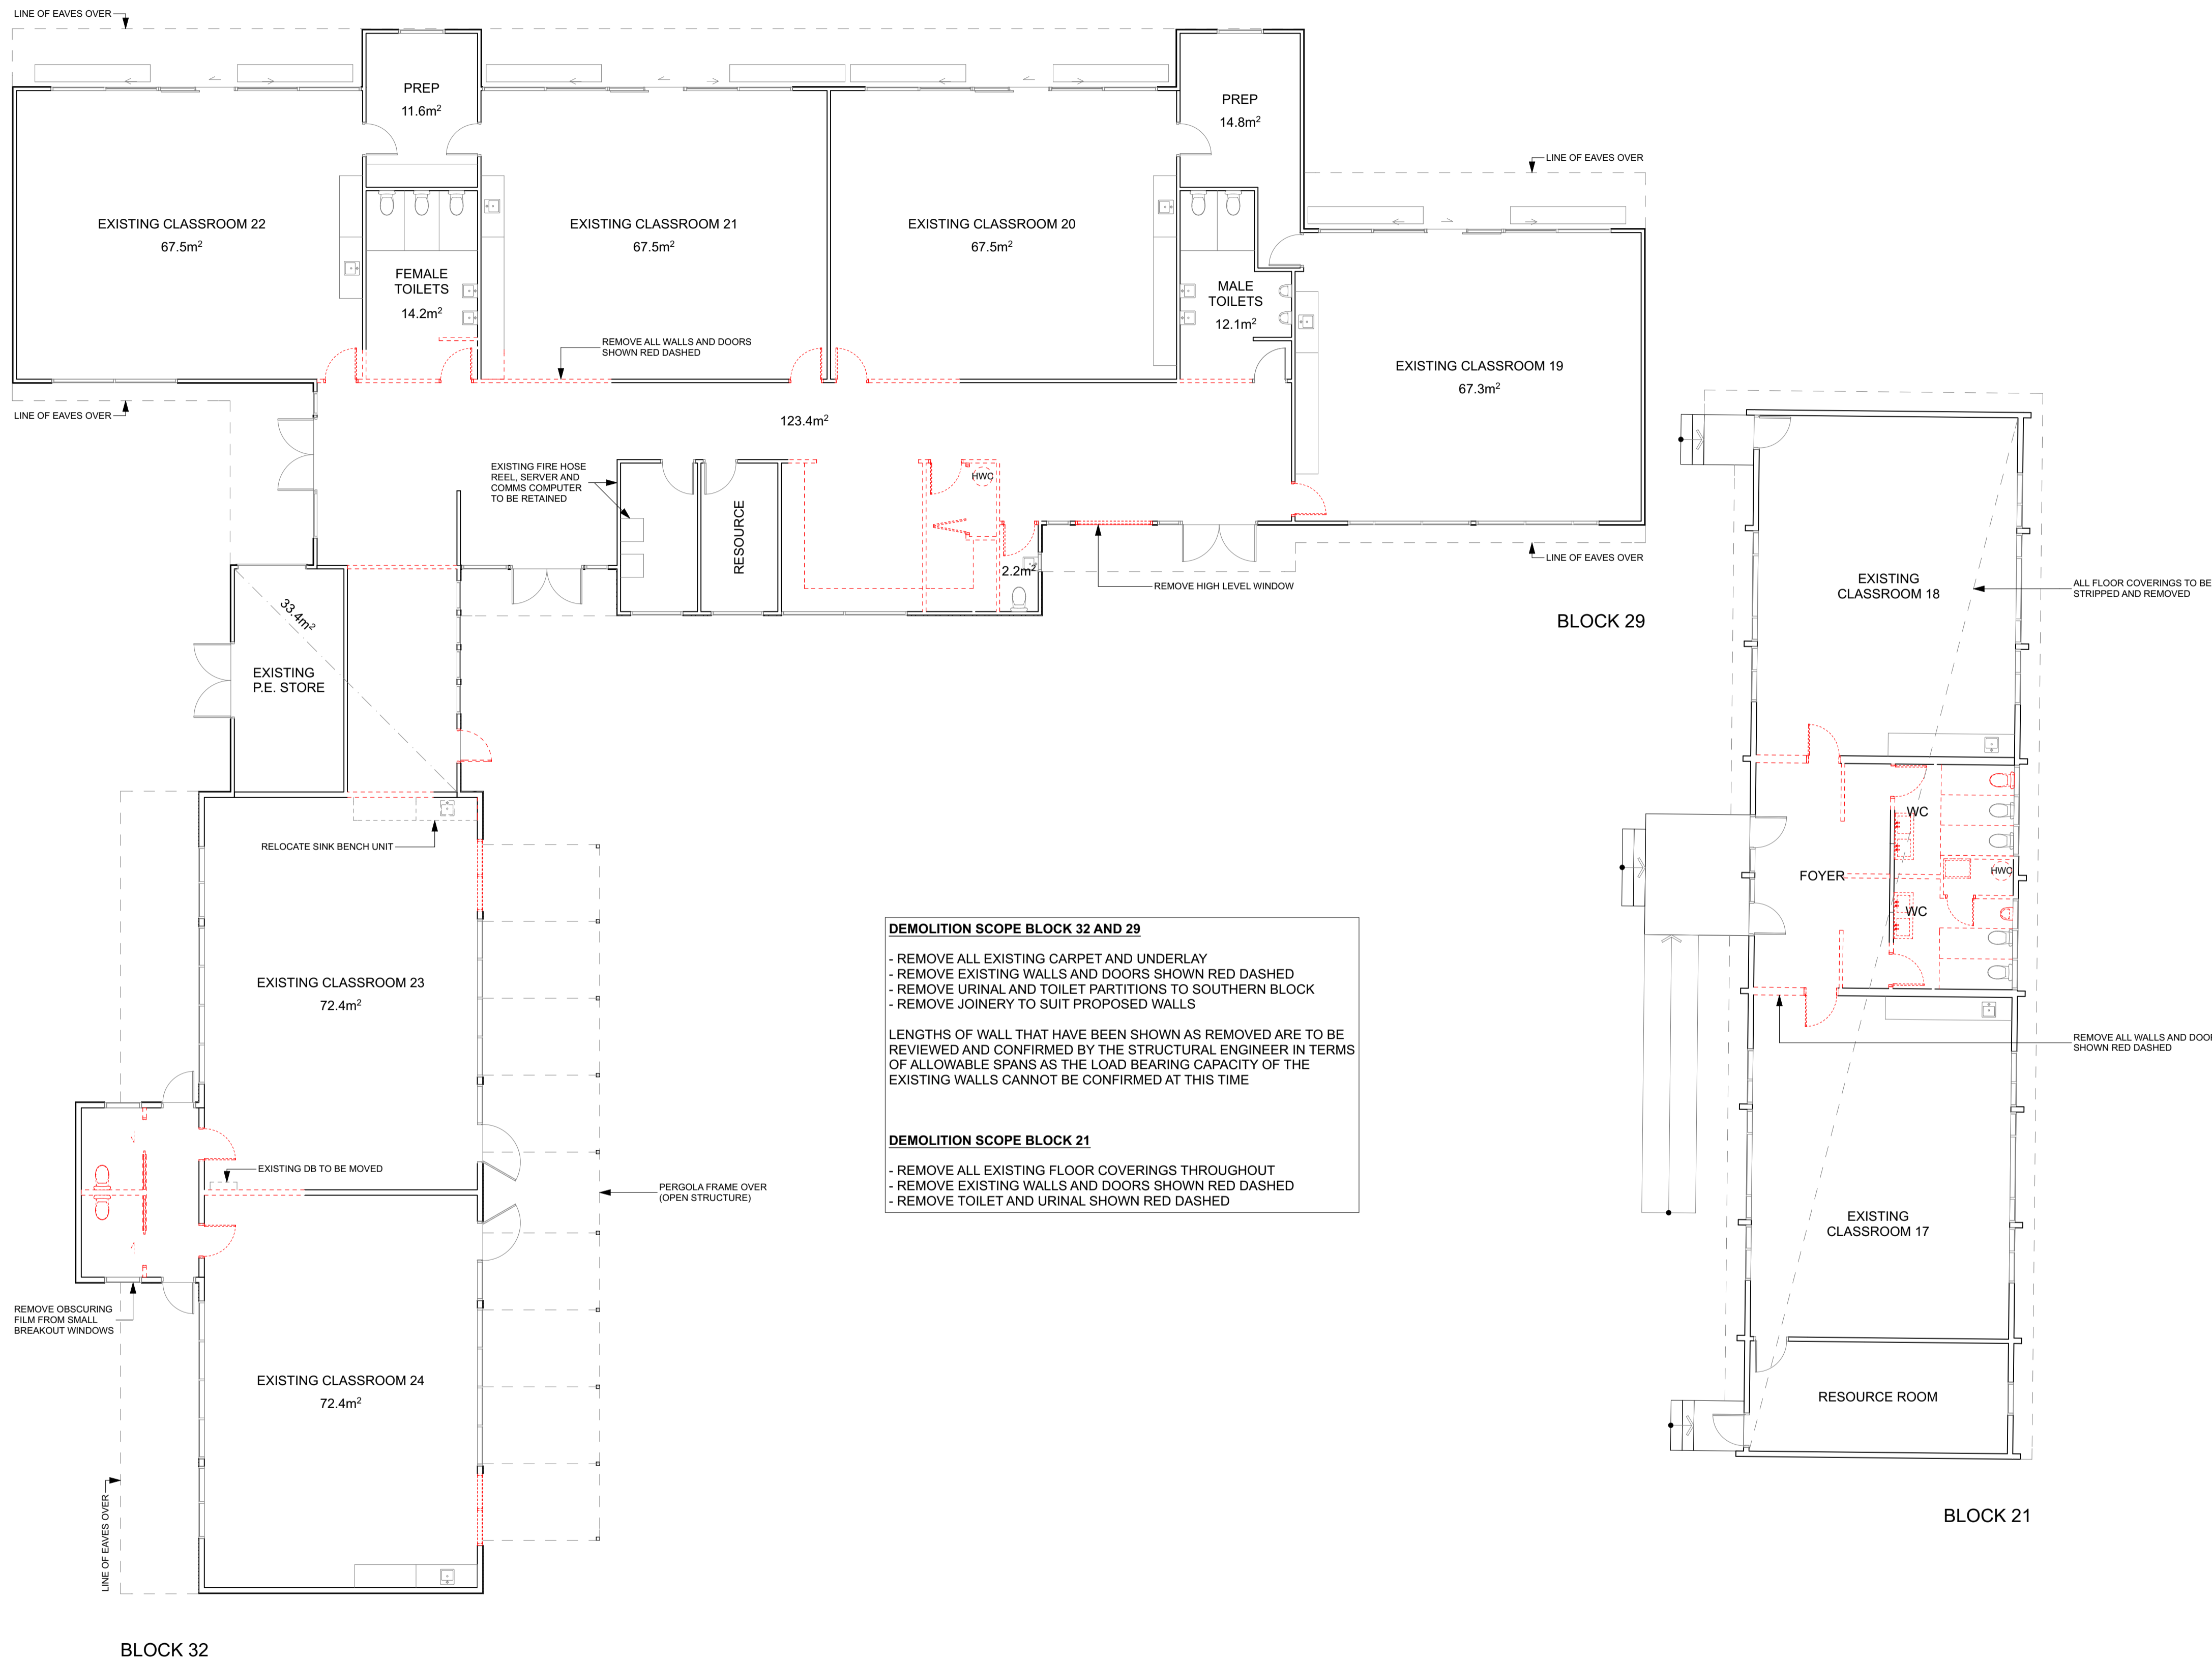 LINE OF EAVES OVER
PREP
11.6m²
PREP
14.8m²
LINE OF EAVES OVER
EXISTING CLASSROOM 22
67.5m²
EXISTING CLASSROOM 21
67.5m²
EXISTING CLASSROOM 20
67.5m²
FEMALE
TOILETS
14.2m²
MALE
TOILETS
12.1m²
REMOVE ALL WALLS AND DOORS
SHOWN RED DASHED
EXISTING CLASSROOM 19
67.3m²
LINE OF EAVES OVER
123.4m²
EXISTING FIRE HOSE
REEL, SERVER AND
COMMS COMPUTER
TO BE RETAINED
RESOURCE
HWC
2.2m²
REMOVE HIGH LEVEL WINDOW
LINE OF EAVES OVER
BLOCK 29
33.4m²
EXISTING
P.E. STORE
EXISTING
CLASSROOM 18
ALL FLOOR COVERINGS TO BE
STRIPPED AND REMOVED
RELOCATE SINK BENCH UNIT
WC
FOYER
HWC
WC
EXISTING CLASSROOM 23
72.4m²
DEMOLITION SCOPE BLOCK 32 AND 29
- REMOVE ALL EXISTING CARPET AND UNDERLAY
- REMOVE EXISTING WALLS AND DOORS SHOWN RED DASHED
- REMOVE URINAL AND TOILET PARTITIONS TO SOUTHERN BLOCK
- REMOVE JOINERY TO SUIT PROPOSED WALLS
LENGTHS OF WALL THAT HAVE BEEN SHOWN AS REMOVED ARE TO BE
REVIEWED AND CONFIRMED BY THE STRUCTURAL ENGINEER IN TERMS
OF ALLOWABLE SPANS AS THE LOAD BEARING CAPACITY OF THE
EXISTING WALLS CANNOT BE CONFIRMED AT THIS TIME
DEMOLITION SCOPE BLOCK 21
- REMOVE ALL EXISTING FLOOR COVERINGS THROUGHOUT
- REMOVE EXISTING WALLS AND DOORS SHOWN RED DASHED
- REMOVE TOILET AND URINAL SHOWN RED DASHED
REMOVE ALL WALLS AND
SHOWN RED DASHED
EXISTING DB TO BE MOVED
PERGOLA FRAME OVER
(OPEN STRUCTURE)
EXISTING
CLASSROOM 17
REMOVE OBSCURING
FILM FROM SMALL
BREAKOUT WINDOWS
EXISTING CLASSROOM 24
72.4m²
RESOURCE ROOM
LINE OF EAVES OVER
BLOCK 21
BLOCK 32